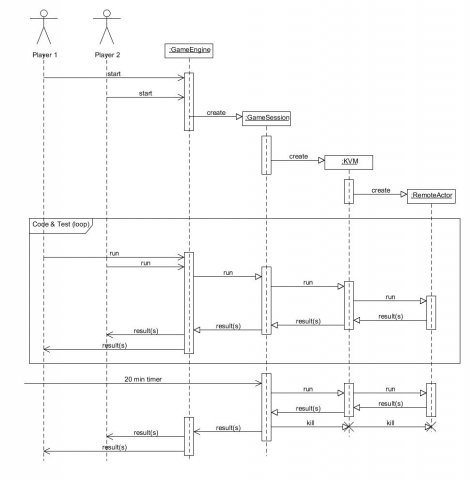 Player 1
Player 2
:GameEngine
start
start
create
:GameSession
create
:KVM
create
:RemoteActor
Code & Test (loop)
run
run
run
run
run
result(s)
result(s)
result(s)
result(s)
result(s)
20 min timer
run
run
result(s)
result(s)
kill
kill
result(s)
result(s)
result(s)